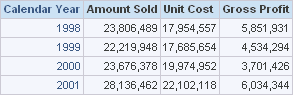 Calendar Year Amount Sold Unit Cost Gross Profit
1998 23,806,489 17,954,557 5,851,931
1999 22,219,948 17,685,654 4,534,294
2000 23,676,378 19,974,952 3,701,426
2001 28,136,462 22,102,118 6,034,344